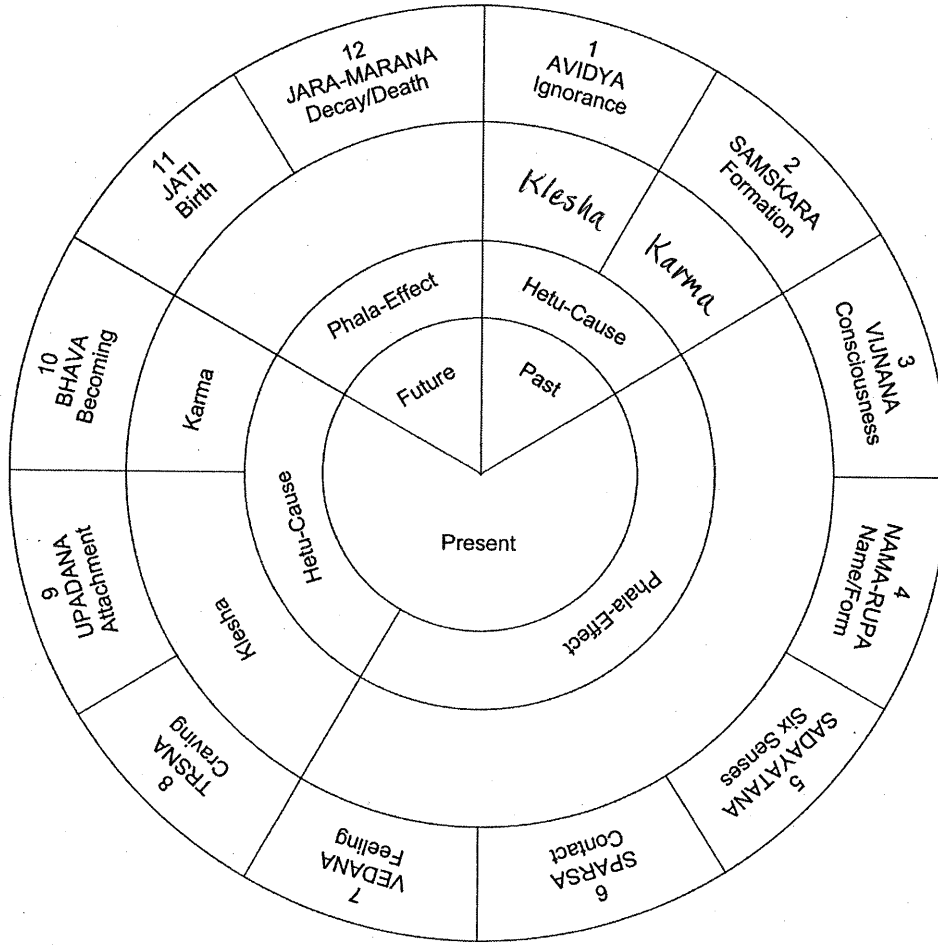 1
AVIDYA
Ignorance
2
SAMSKARA
Formation
3
VIJNANA
Consciousness
4
NAMA-RUPA
Name/Form
5
SADAYATANA
Six Senses
6
SPARSA
Contact
7
VEDANA
Feeling
8
TRSNA
Craving
9
UPADANA
Attachment
10
BHAVA
Becoming
11
JATI
Birth
12
JARA-MARANA
Decay/Death
Klesha
Karma
Klesha
Karma
Hetu-Cause
Phala-Effect
Hetu-Cause
Phala-Effect
Past
Present
Future